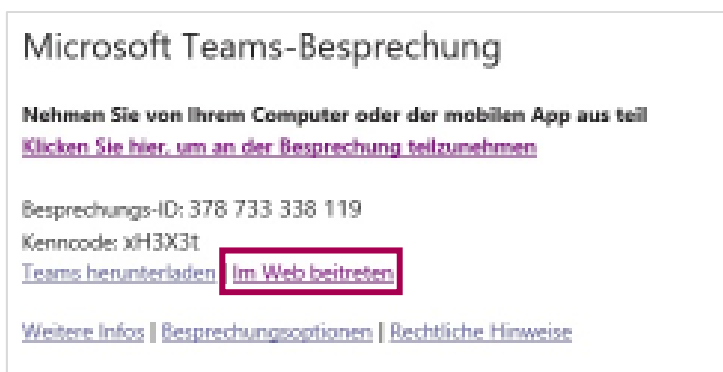 Microsoft Teams-Besprechung
Nehmen Sie von Ihrem Computer oder der mobilen App aus teil
Klicken Sie hier, um an der Besprechung teilzunehmen
Besprechungs-ID: 378 733 338 119
Kenncode: xH3X3t
Teams herunterladen | Im Web beitreten
Weitere Infos | Besprechungsoptionen | Rechtliche Hinweise